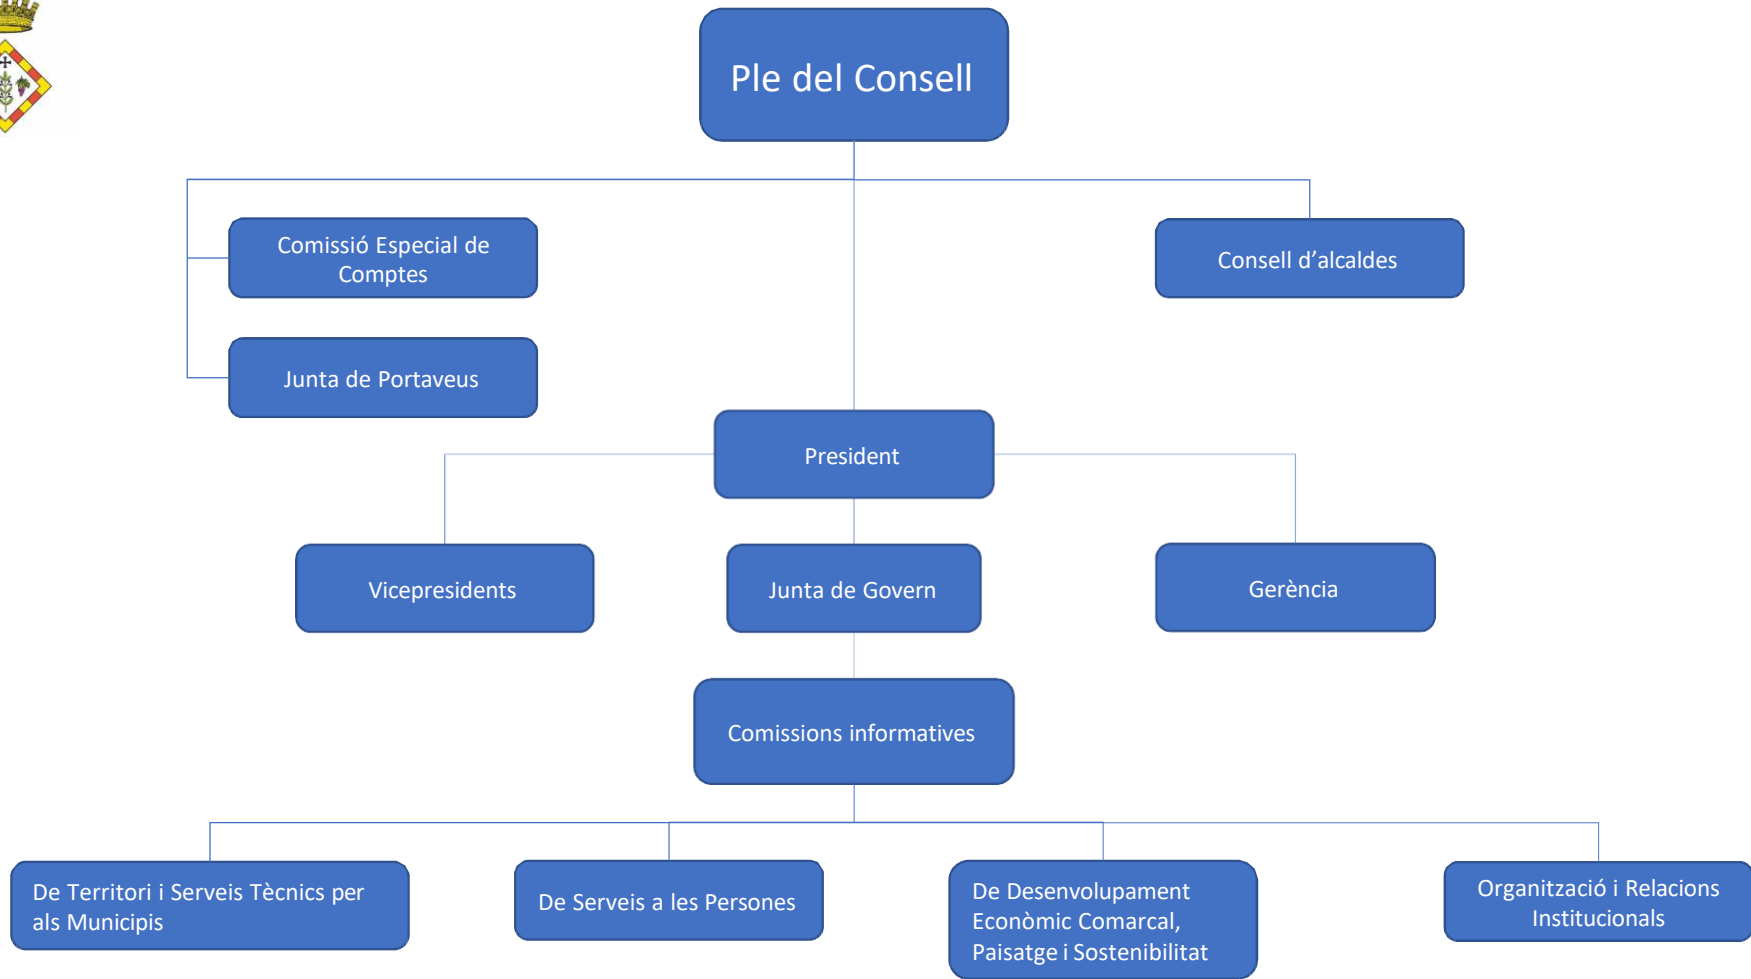 Ple del Consell
Comissió Especial de
Comptes
Consell d’alcaldes
Junta de Portaveus
President
Vicepresidents
Junta de Govern
Gerència
Comissions informatives
De Territori i Serveis Tècnics per
als Municipis
De Serveis a les Persones
De Desenvolupament
Econòmic Comarcal,
Paisatge i Sostenibilitat
Organització i Relacions
Institucionals